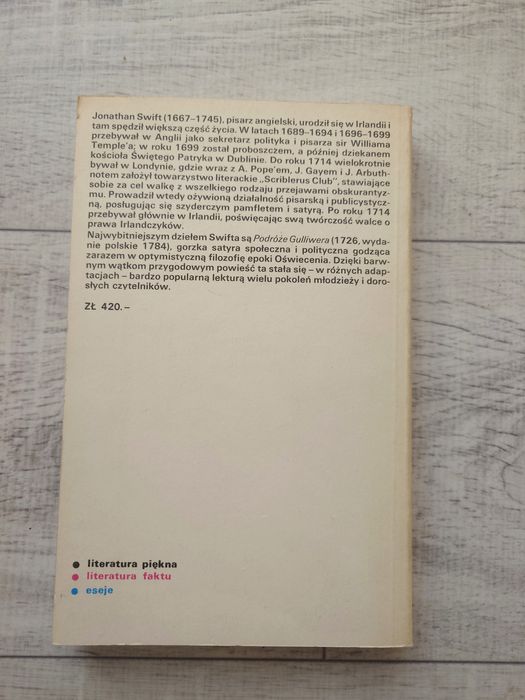 Jonathan Swift (1667–1745), pisarz angielski, urodził się w Irlandii i
tam spędził większą część życia. W latach 1689–1694 i 1696–1699
przebywał w Anglii jako sekretarz polityka i pisarza sir Williama
Temple'a; w roku 1699 został proboszczem, a później dziekanem
kościoła Świętego Patryka w Dublinie. Do roku 1714 wielokrotnie
bywał w Londynie, gdzie wraz z A. Pope'em, J. Gayem i J. Arbuth-
notem założył towarzystwo literackie „Scriblerus Club”, stawiające
sobie za cel walkę z wszelkiego rodzaju przejawami obskurantyz-
mu. Prowadził wtedy ożywioną działalność pisarską i publicystycz-
ną, posługując się szyderczym pamfletem i satyrą. Po roku 1714
przebywał głównie w Irlandii, poświęcając swą twórczość walce o
prawa Irlandczyków.
Najwybitniejszym dziełem Swifta są Podróże Gulliwera (1726, wyda-
nie polskie 1784), gorzka satyra społeczna i polityczna godząca
zarazem w optymistyczną filozofię epoki Oświecenia. Dzięki barw-
nym wątkom przygodowym powieść ta stała się – w różnych adap-
tacjach – bardzo popularną lekturą wielu pokoleń młodzieży i doro-
słych czytelników.
ZŁ 420.–
● literatura piękna
● literatura faktu
● eseje